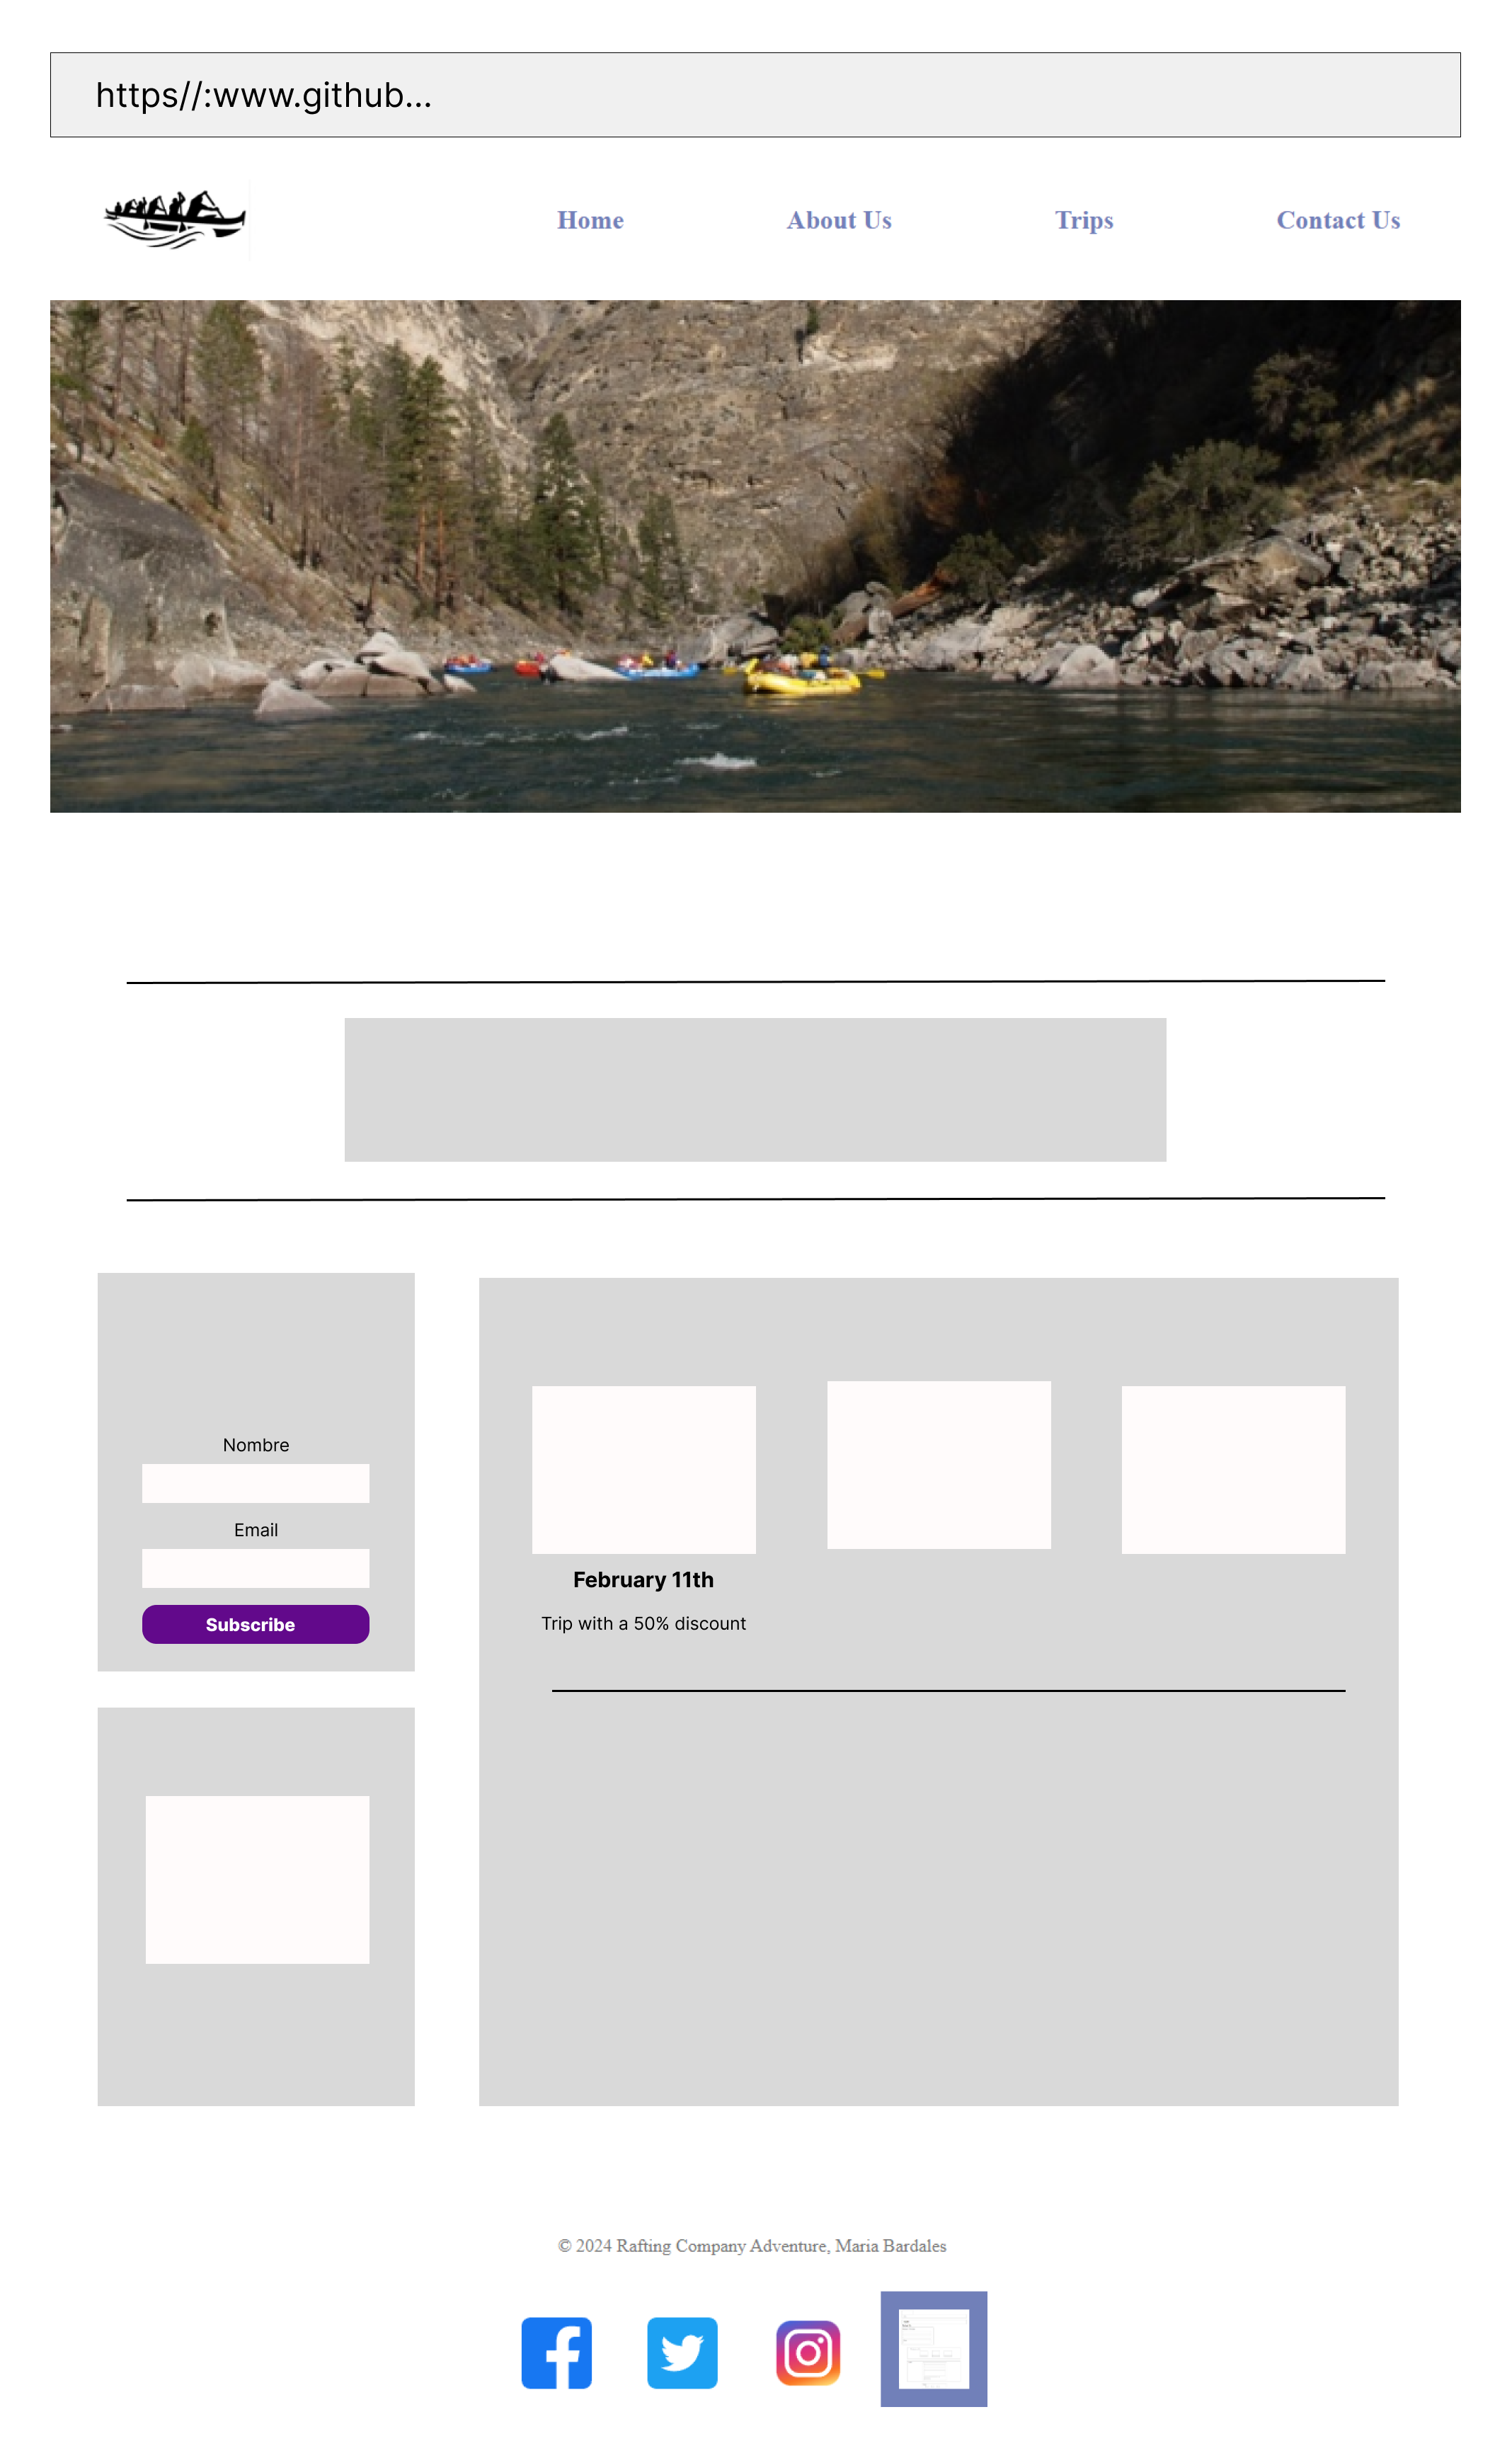 https//:www.github...
Home About Us Trips Contact Us
Nombre
Email
Subscribe
February 11th
Trip with a 50% discount
© 2024 Rafting Company Adventure, Maria Bardales